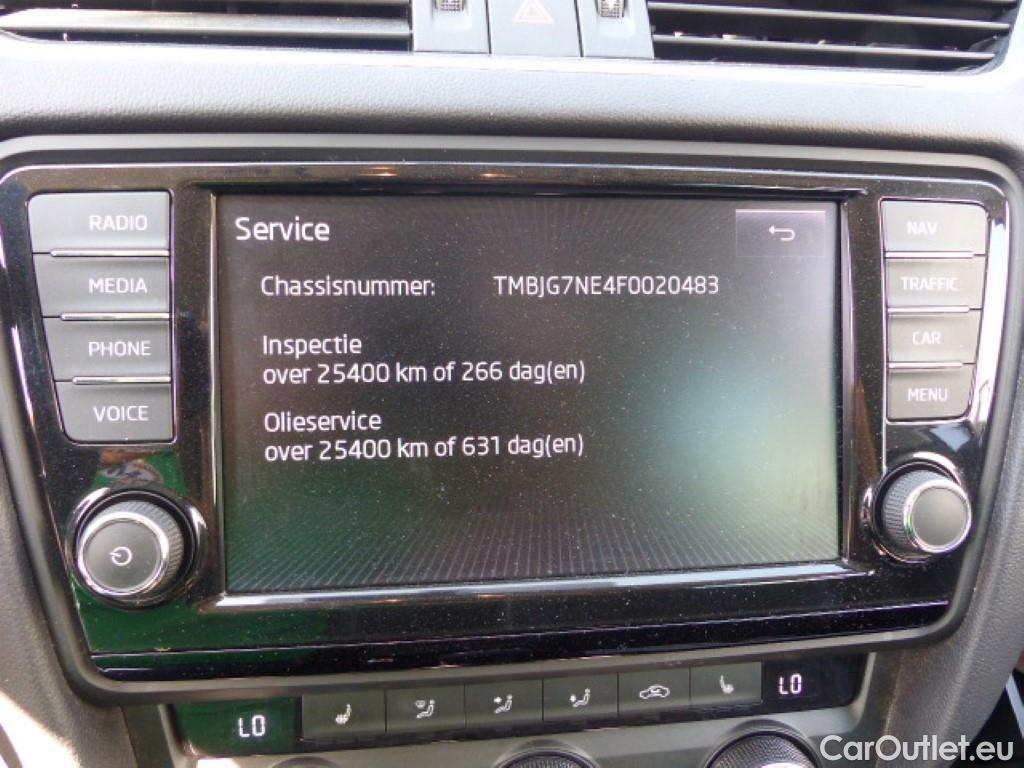 RADIO
MEDIA
PHONE
VOICE
Service
Chassisnummer: TMBJG7NE4F0020483
Inspectie
over 25400 km of 266 dag(en)
Olieservice
over 25400 km of 631 dag(en)
NAV
TRAFFIC
CAR
MENU
LO
LO
CarOutlet.eu